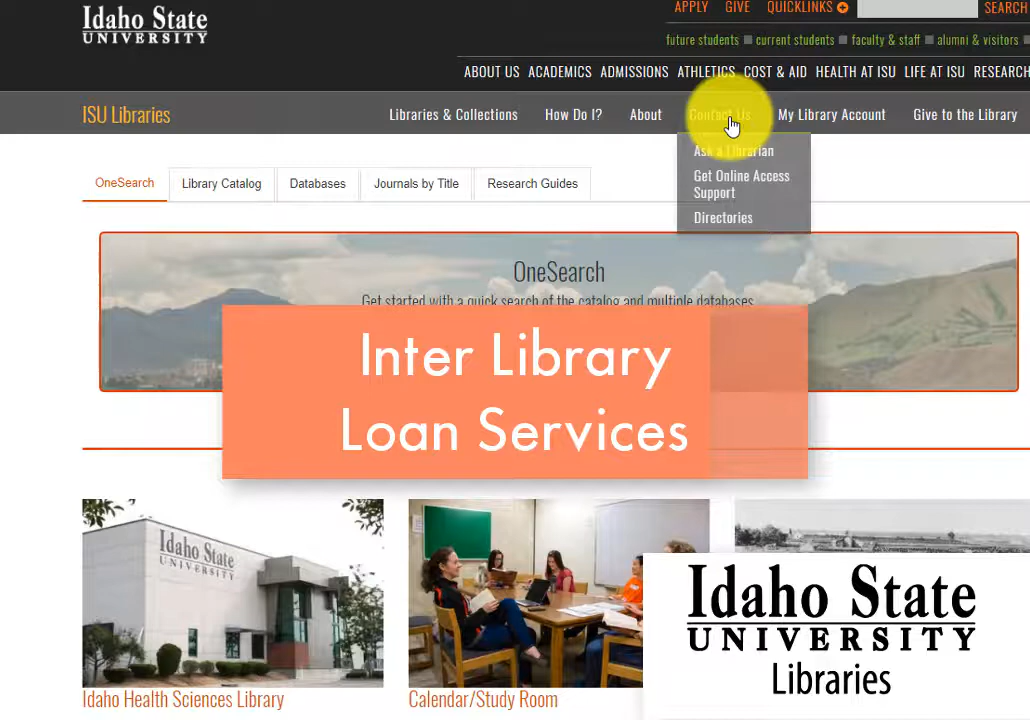 Idaho State
UNIVERSITY
APPLY GIVE QUICKLINKS SEARCH
future students current students faculty & staff alumni & visitors
ABOUT US ACADEMICS ADMISSIONS ATHLETICS COST & AID HEALTH AT ISU LIFE AT ISU RESEARCH
ISU Libraries
Libraries & Collections How Do I? About Contact Us My Library Account Give to the Library
Ask a Librarian
Get Online Access
Support
Directories
OneSearch Library Catalog Databases Journals by Title Research Guides
OneSearch
Get started with a quick search of the catalog and multiple databases
Inter Library
Loan Services
Idaho State
UNIVERSITY
Idaho Health Sciences Library
Calendar/Study Room
Idaho State
UNIVERSITY
Libraries